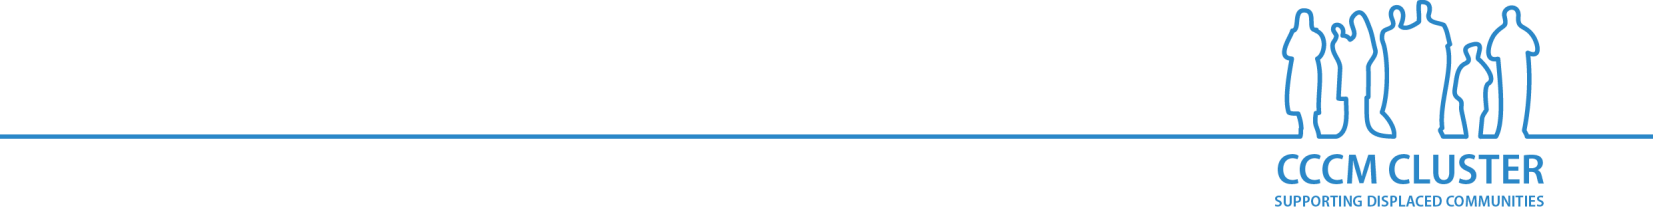 CCCM CLUSTER
SUPPORTING DISPLACED COMMUNITIES